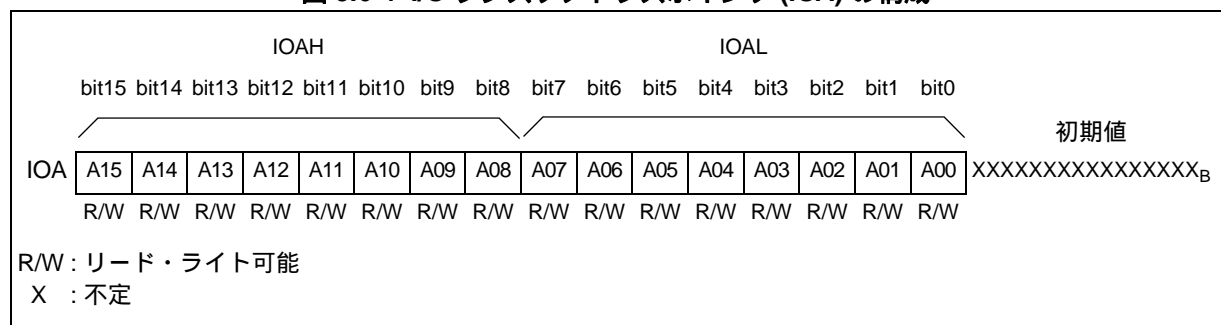 IOAH IOAL
bit15 bit14 bit13 bit12 bit11 bit10 bit9 bit8 bit7 bit6 bit5 bit4 bit3 bit2 bit1 bit0
初期値
IOA A15 A14 A13 A12 A11 A10 A09 A08 A07 A06 A05 A04 A03 A02 A01 A00 XXXXXXXXXXXXXXXXB
R/W R/W R/W R/W R/W R/W R/W R/W R/W R/W R/W R/W R/W R/W R/W R/W
R/W : リード・ライト可能
X : 不定